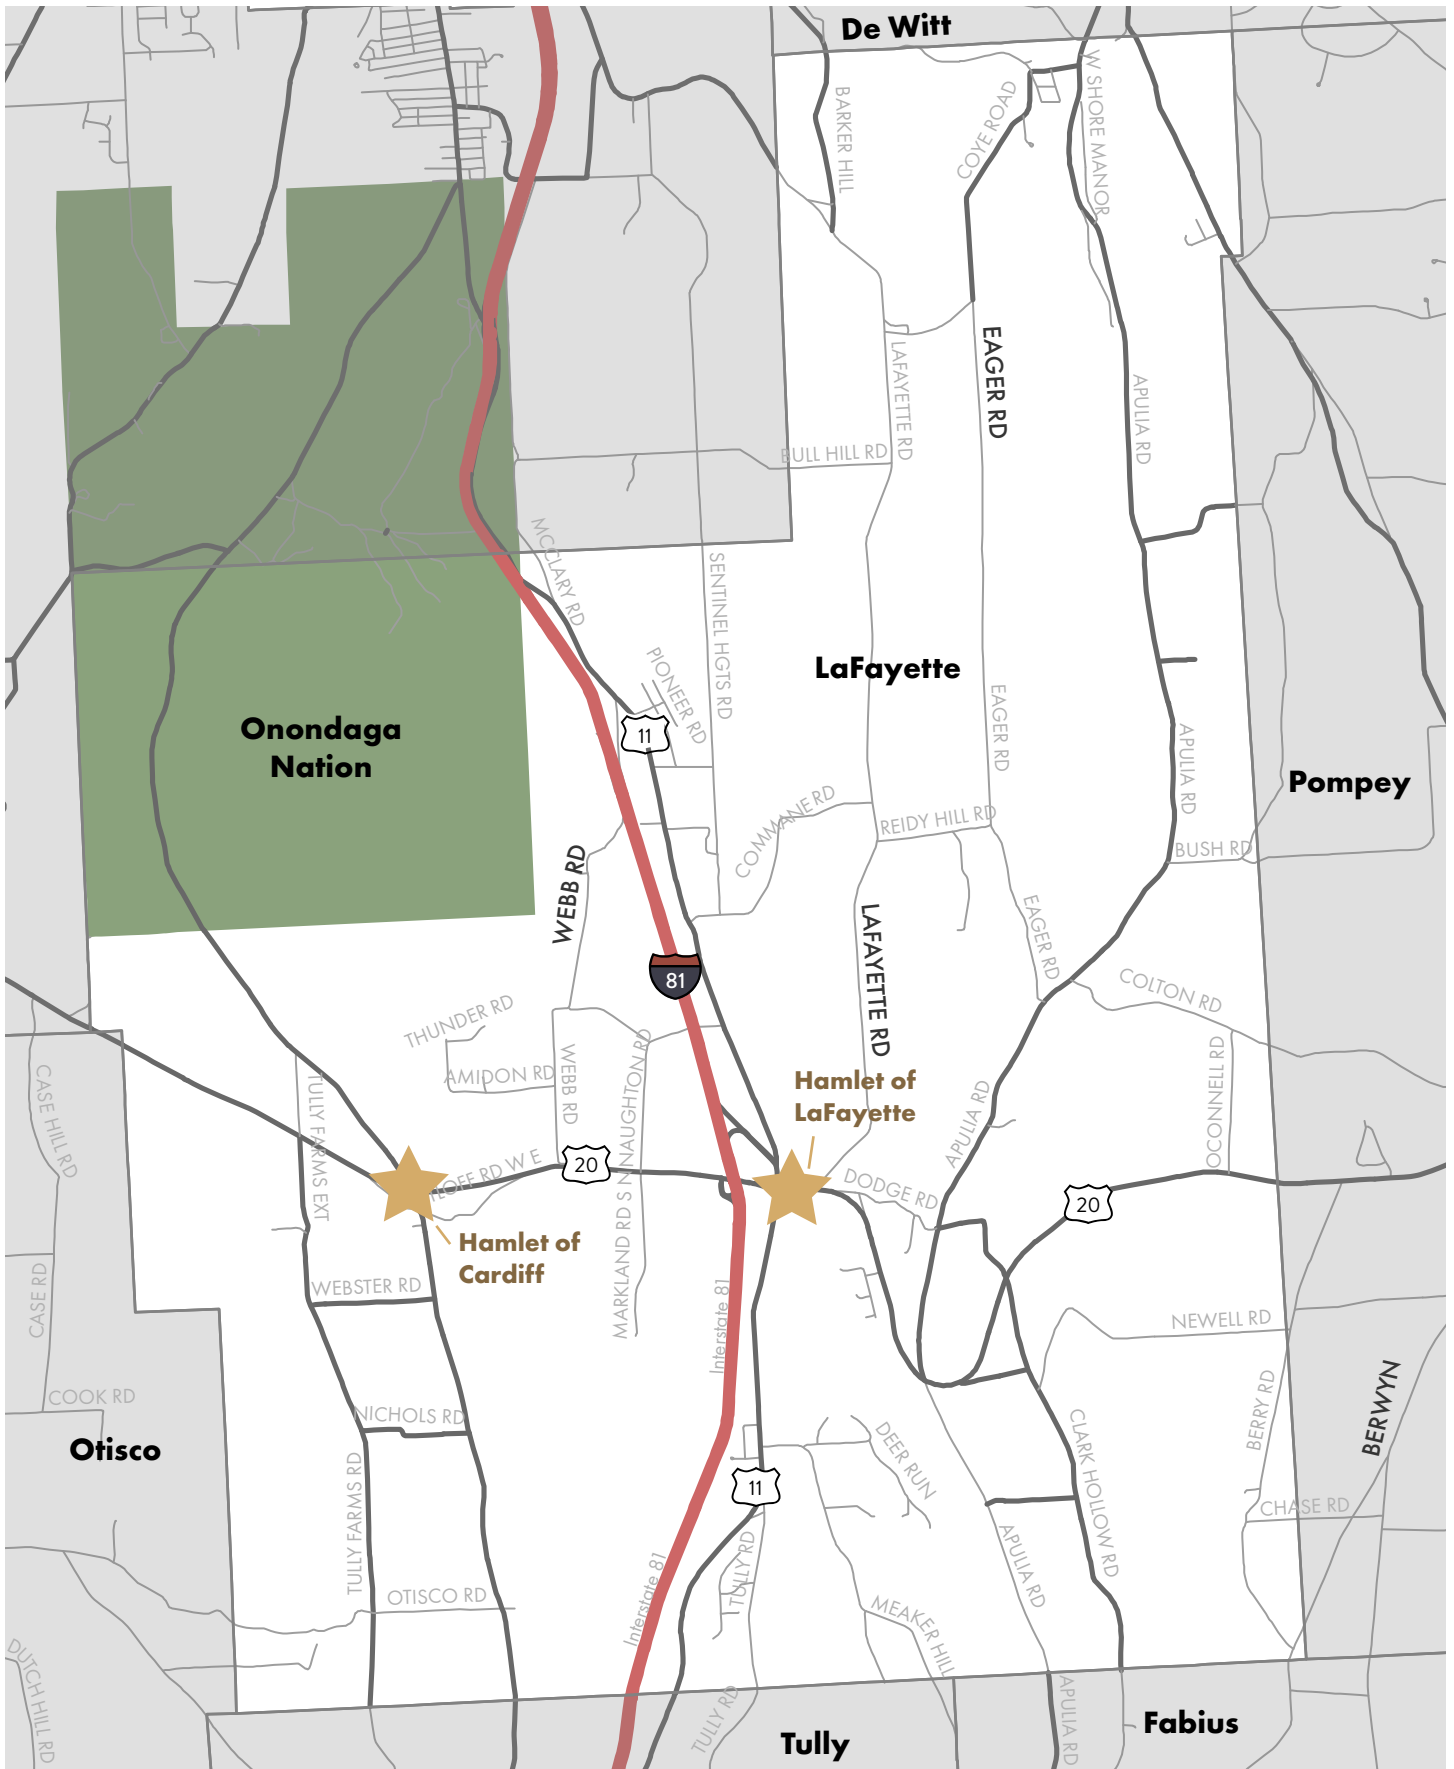 De Witt
BARKER HILL
COYE ROAD
W SHORE MANOR
EAGER RD
LAFAYETTE RD
APULIA RD
BULL HILL RD
MCCLARY RD
SENTINEL HGTS RD
PIONEER RD
LaFayette
EAGER RD
Onondaga
Nation
11
APULIA RD
Pompey
COMMANE RD
REIDY HILL RD
BUSH RD
WEBB RD
LAFAYETTE RD
EAGER RD
81
COLTON RD
THUNDER RD
AMIDON RD
WEBB RD
MARKLAND RD S N NAUGHTON RD
OCONNELL RD
CASE HILL RD
TULLY FARMS EXT
Hamlet of
LaFayette
APULIA RD
20
RD W E
DODGE RD
20
Hamlet of
Cardiff
CASE RD
WEBSTER RD
Interstate 81
NEWELL RD
COOK RD
NICHOLS RD
BERRY RD
BERWYN
Otisco
DEER RUN
CLARK HOLLOW RD
11
TULLY FARMS RD
CHASE RD
APULIA RD
TULLY RD
Interstate 81
OTISCO RD
MEAKER HILL
DUTCH HILL RD
TULLY RD
APULIA RD
Tully
Fabius